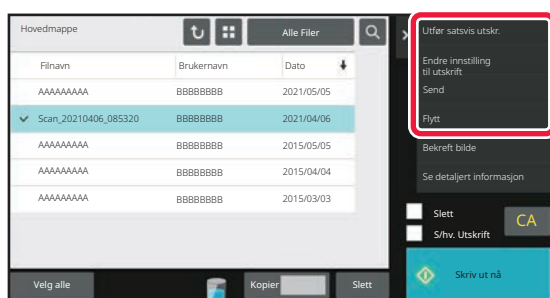 Hovedmappe
Alle Filer
Filnavn Brukernavn Dato
AAAAAAAAA BBBBBBBB 2021/05/05
Scan_20210406_085320 BBBBBBBB 2021/04/06
AAAAAAAAA BBBBBBBB 2015/05/05
AAAAAAAAA BBBBBBBB 2015/04/04
AAAAAAAAA BBBBBBBB 2015/03/03
Velg alle
Kopier
Slett
Utfør satsvis utskr.
Endre innstilling
til utskrift
Send
Flytt
Bekreft bilde
Se detaljert informasjon
Slett
S/hv. Utskrift
CA
Skriv ut nå